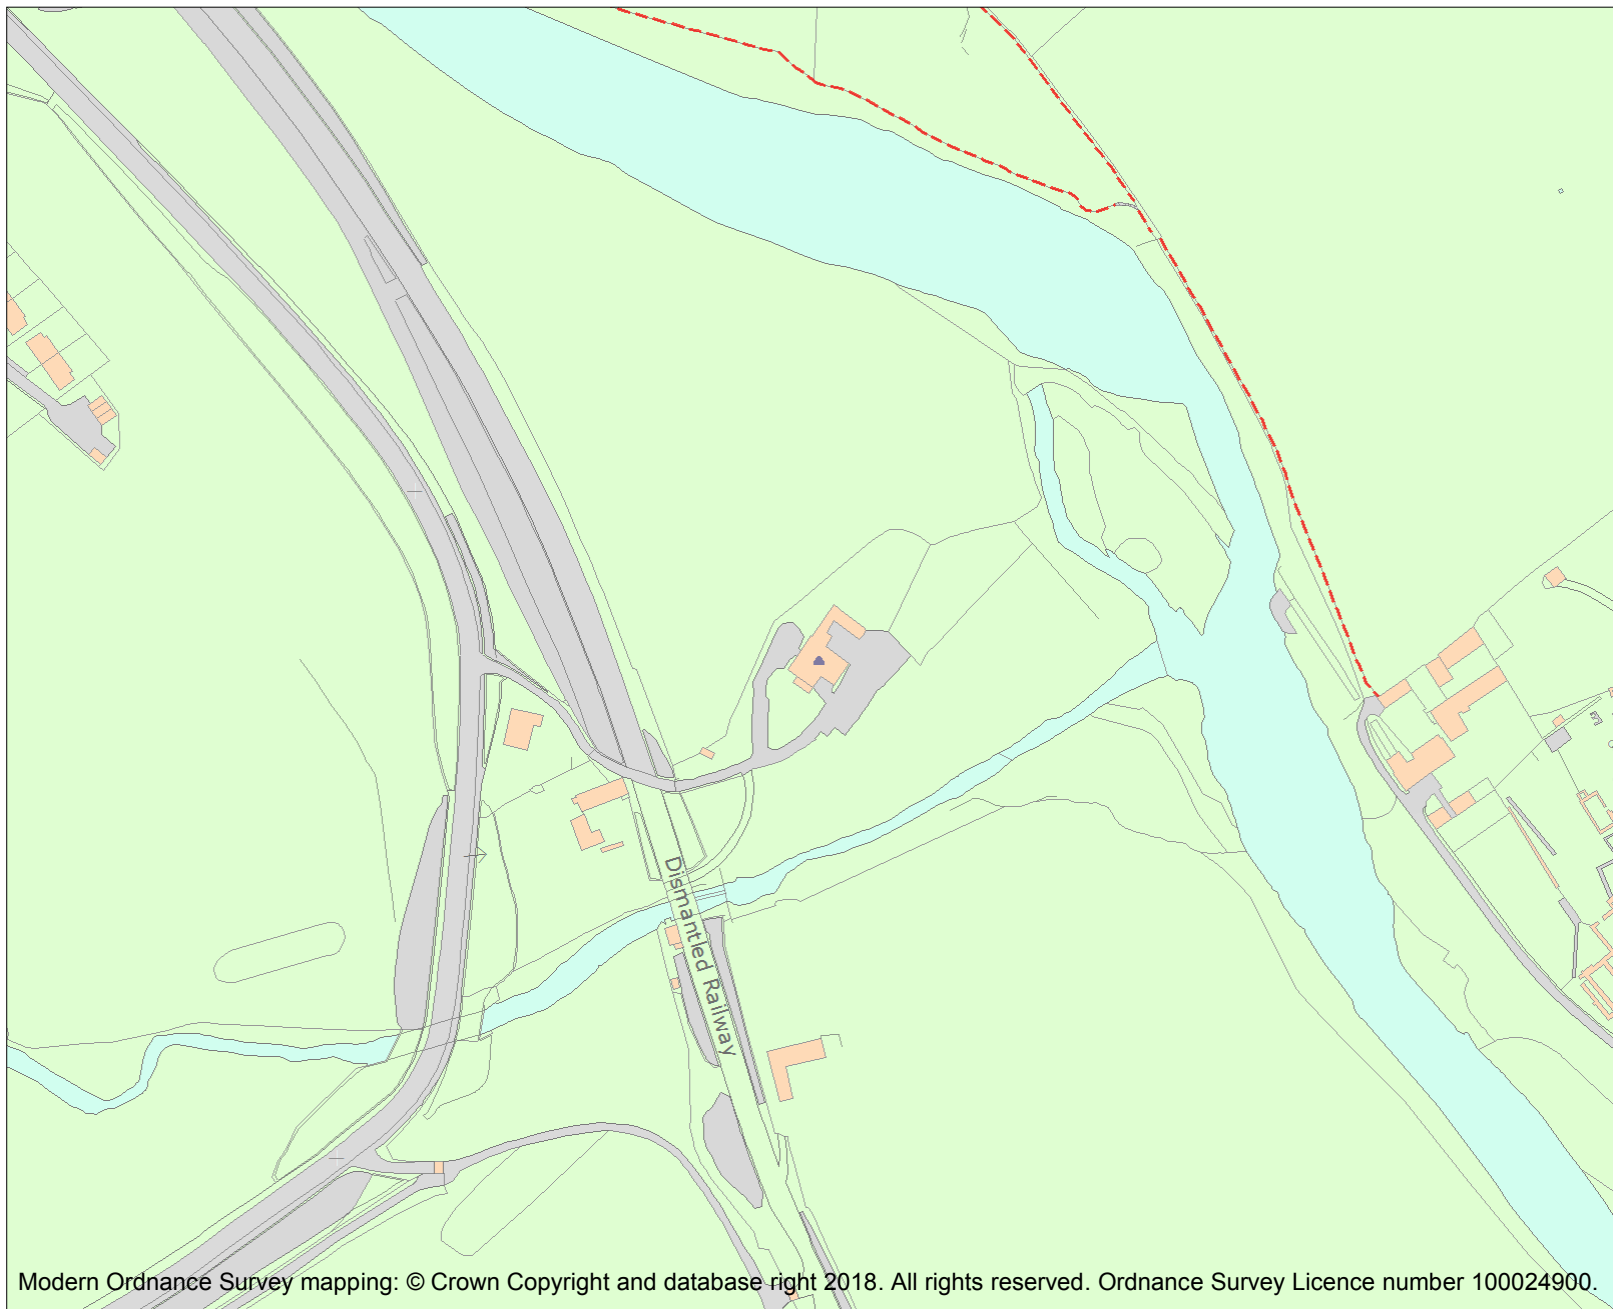 Dismantled Railway
Modern Ordnance Survey mapping: © Crown Copyright and database right 2018. All rights reserved. Ordnance Survey Licence number 100024900.